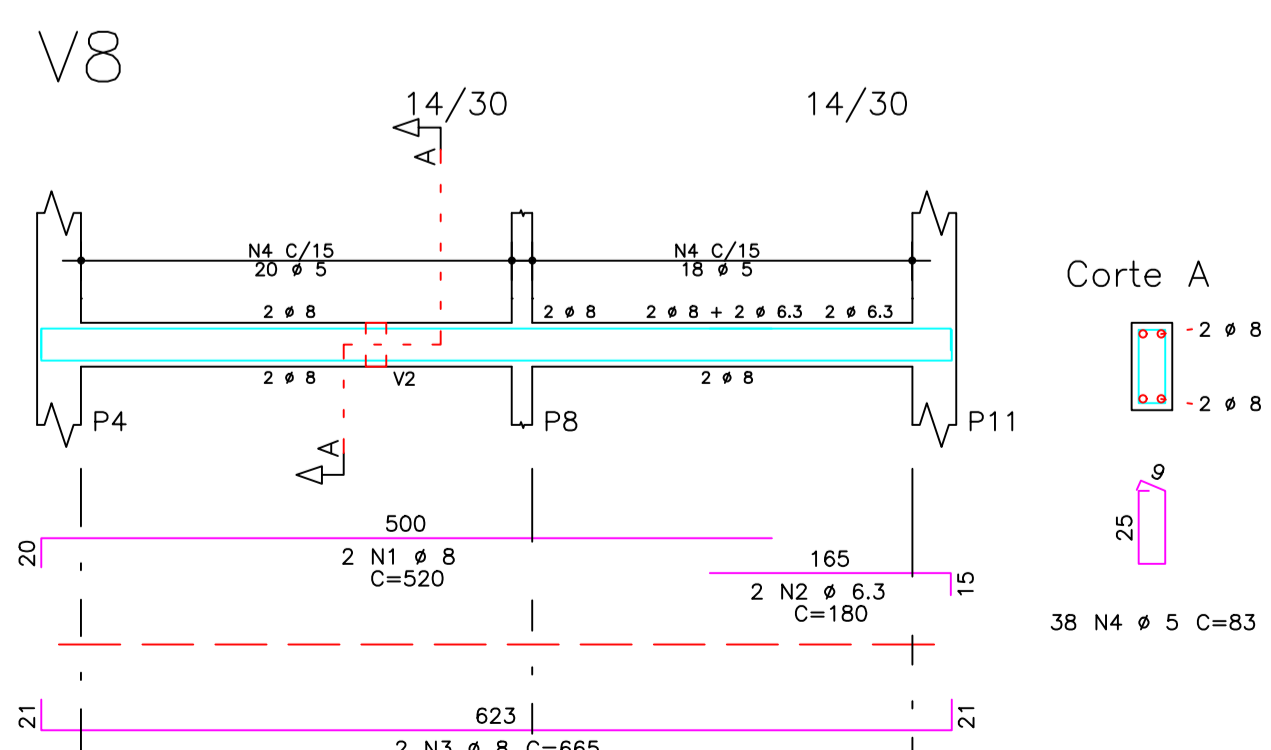 V8
14/30 14/30
A
N4 C/15 N4 C/15
20 ø 5 18 ø 5
Corte A
2 ø 8 2 ø 8 2 ø 8 + 2 ø 6.3 2 ø 6.3
2 ø 8
2 ø 8 V2 2 ø 8
2 ø 8
P4 P8 P11
A
9
500
25
20 2 N1 ø 8
165
C=520
15
2 N2 ø 6.3
C=180
38 N4 ø 5 C=83
21 623 21
2 N3 ø 8 C=665